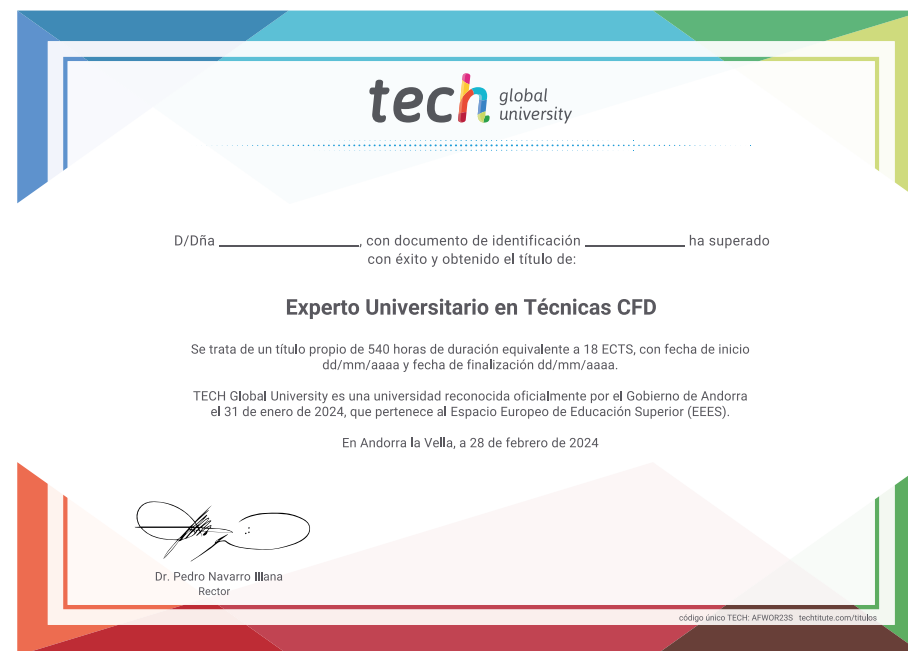 tech global university
D/Dña ________________, con documento de identificación ____________ ha superado
con éxito y obtenido el título de:
Experto Universitario en Técnicas CFD
Se trata de un título propio de 540 horas de duración equivalente a 18 ECTS, con fecha de inicio
dd/mm/aaaa y fecha de finalización dd/mm/aaaa.
TECH Global University es una universidad reconocida oficialmente por el Gobierno de Andorra
el 31 de enero de 2024, que pertenece al Espacio Europeo de Educación Superior (EEES).
En Andorra la Vella, a 28 de febrero de 2024
Dr. Pedro Navarro Illana
Rector
código único TECH: AFWOR23S techtitute.com/titulos